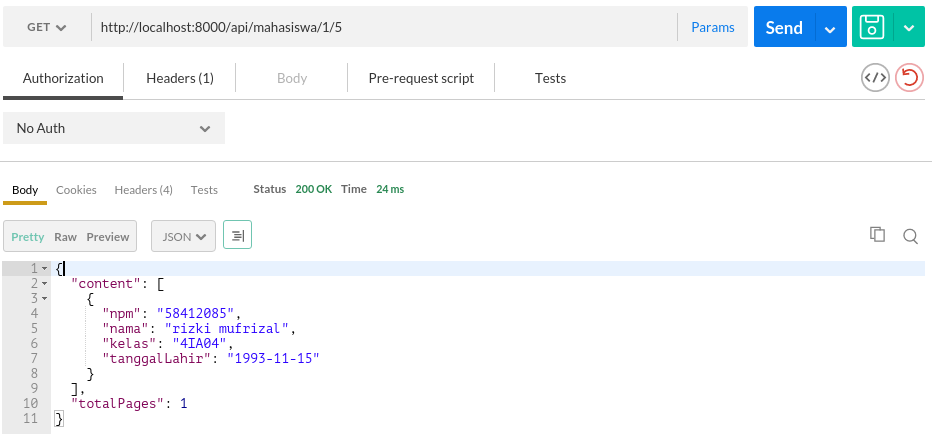 GET http://localhost:8000/api/mahasiswa/1/5 Params Send
Authorization Headers (1) Body Pre-request script Tests
No Auth
Body Cookies Headers (4) Tests Status 200 OK Time 24 ms
Pretty Raw Preview JSON
1 {
2 "content": [
3 {
4 "npm": "58412085",
5 "nama": "rizki mufrizal",
6 "kelas": "4IA04",
7 "tanggalLahir": "1993-11-15"
8 }
9 ],
10 "totalPages": 1
11 }